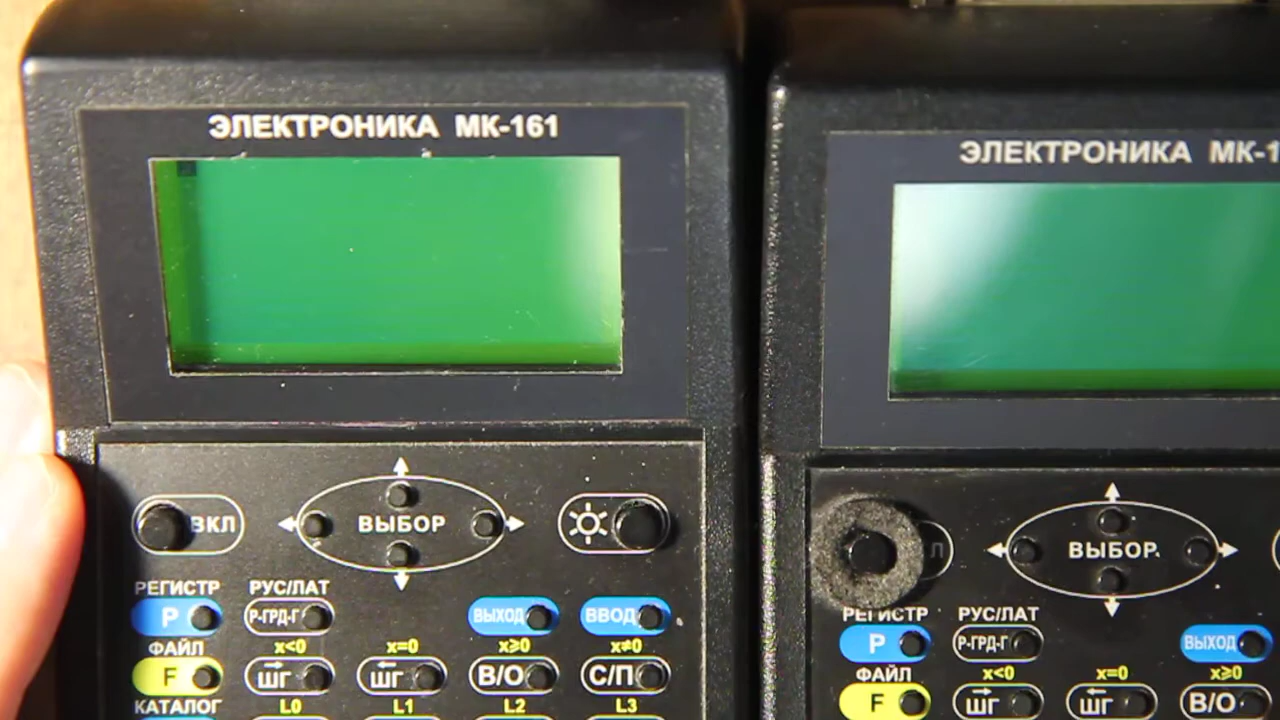 ЭЛЕКТРОНИКА МК-161
ВКЛ
ВЫБОР
РЕГИСТР РУС/ЛАТ
Р Р-ГРД-Г ВЫХОД ВВОД
ФАЙЛ x<0 x=0 x≥0 x≠0
F ШГ ШГ В/О С/П
КАТАЛОГ L0 L1 L2 L3
ЭЛЕКТРОНИКА МК-1
Л
ВЫБОР
РЕГИСТР РУС/ЛАТ
Р Р-ГРД-Г ВЫХОД
ФАЙЛ x<0 x=0 x≥0
F ШГ ШГ В/О